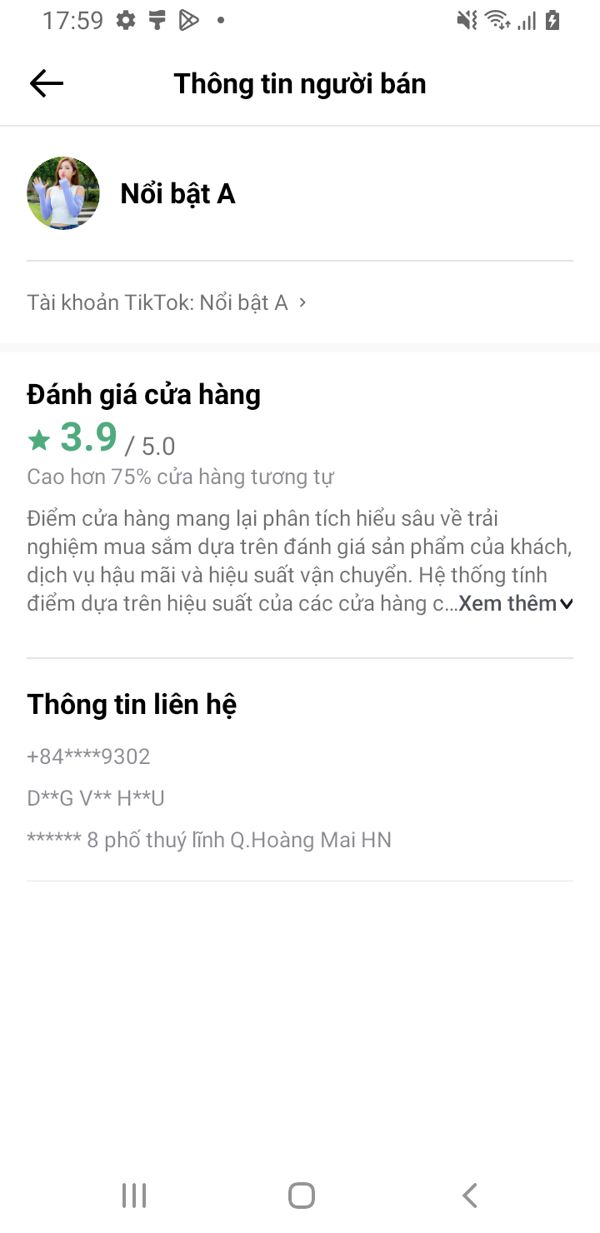 17:59
Thông tin người bán
Nổi bật A
Tài khoản TikTok: Nổi bật A
Đánh giá cửa hàng
3.9 / 5.0
Cao hơn 75% cửa hàng tương tự
Điểm cửa hàng mang lại phân tích hiểu sâu về trải
nghiệm mua sắm dựa trên đánh giá sản phẩm của khách,
dịch vụ hậu mãi và hiệu suất vận chuyển. Hệ thống tính
điểm dựa trên hiệu suất của các cửa hàng c...Xem thêm
Thông tin liên hệ
+84****9302
D**G V** H**U
****** 8 phố thuý lĩnh Q.Hoàng Mai HN